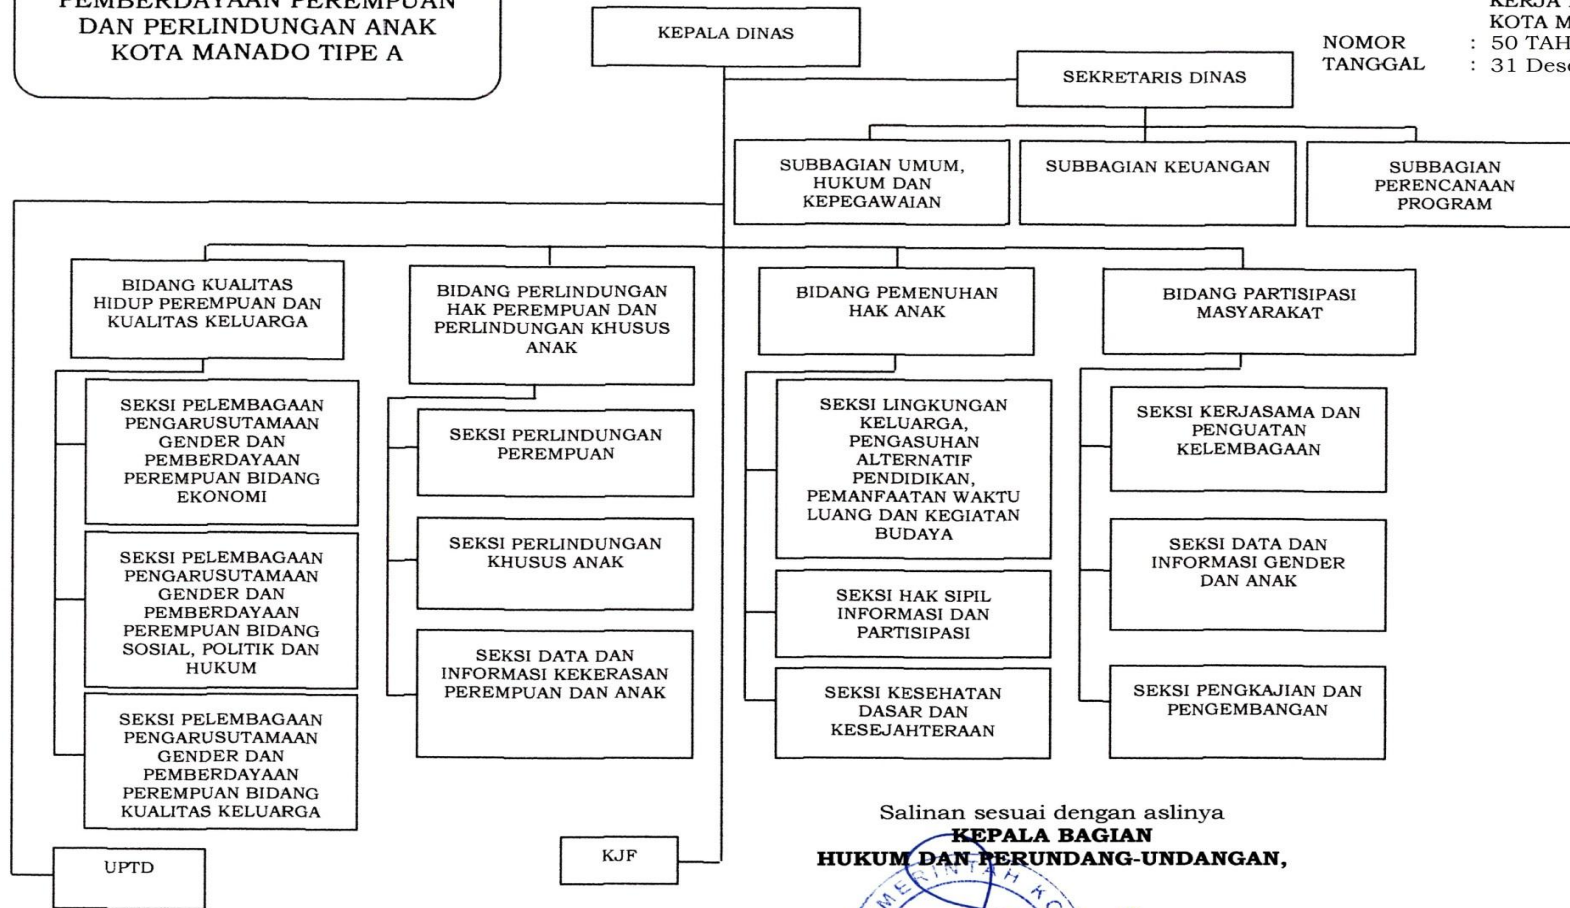 PEMBERDAYAAN PEREMPUAN
DAN PERLINDUNGAN ANAK
KOTA MANADO TIPE A
KERJA
KOTA M
NOMOR : 50 TAH
TANGGAL : 31 Dese
KEPALA DINAS
SEKRETARIS DINAS
SUBBAGIAN UMUM,
HUKUM DAN
KEPEGAWAIAN
SUBBAGIAN KEUANGAN
SUBBAGIAN
PERENCANAAN
PROGRAM
BIDANG KUALITAS
HIDUP PEREMPUAN DAN
KUALITAS KELUARGA
BIDANG PERLINDUNGAN
HAK PEREMPUAN DAN
PERLINDUNGAN KHUSUS
ANAK
BIDANG PEMENUHAN
HAK ANAK
BIDANG PARTISIPASI
MASYARAKAT
SEKSI PELEMBAGAAN
PENGARUSUTAMAAN
GENDER DAN
PEMBERDAYAAN
PEREMPUAN BIDANG
EKONOMI
SEKSI PELEMBAGAAN
PENGARUSUTAMAAN
GENDER DAN
PEMBERDAYAAN
PEREMPUAN BIDANG
SOSIAL, POLITIK DAN
HUKUM
SEKSI PELEMBAGAAN
PENGARUSUTAMAAN
GENDER DAN
PEMBERDAYAAN
PEREMPUAN BIDANG
KUALITAS KELUARGA
SEKSI PERLINDUNGAN
PEREMPUAN
SEKSI PERLINDUNGAN
KHUSUS ANAK
SEKSI DATA DAN
INFORMASI KEKERASAN
PEREMPUAN DAN ANAK
SEKSI LINGKUNGAN
KELUARGA,
PENGASUHAN
ALTERNATIF
PENDIDIKAN,
PEMANFAATAN WAKTU
LUANG DAN KEGIATAN
BUDAYA
SEKSI HAK SIPIL
INFORMASI DAN
PARTISIPASI
SEKSI KESEHATAN
DASAR DAN
KESEJAHTERAAN
SEKSI KERJASAMA DAN
PENGUATAN
KELEMBAGAAN
SEKSI DATA DAN
INFORMASI GENDER
DAN ANAK
SEKSI PENGKAJIAN DAN
PENGEMBANGAN
UPTD
KJF
Salinan sesuai dengan aslinya
KEPALA BAGIAN
HUKUM DAN PERUNDANG-UNDANGAN,
MERINTAH KO